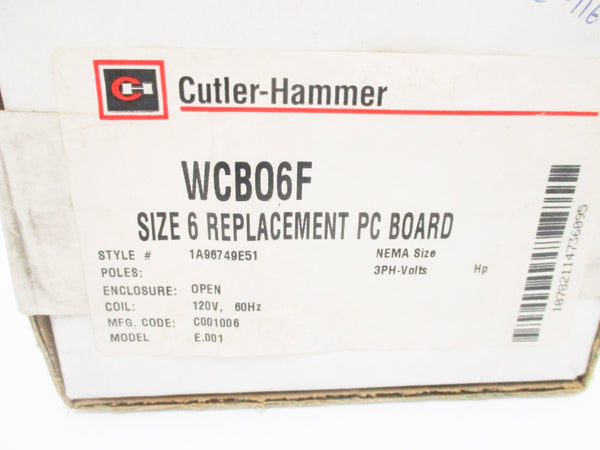 Cutler-Hammer
WCB06F
SIZE 6 REPLACEMENT PC BOARD
STYLE # 1A96749E51 NEMA Size
POLES: 3PH-Volts Hp
ENCLOSURE: OPEN
COIL: 120V, 60Hz
MFG. CODE: C001006
MODEL E.001
10782114736095